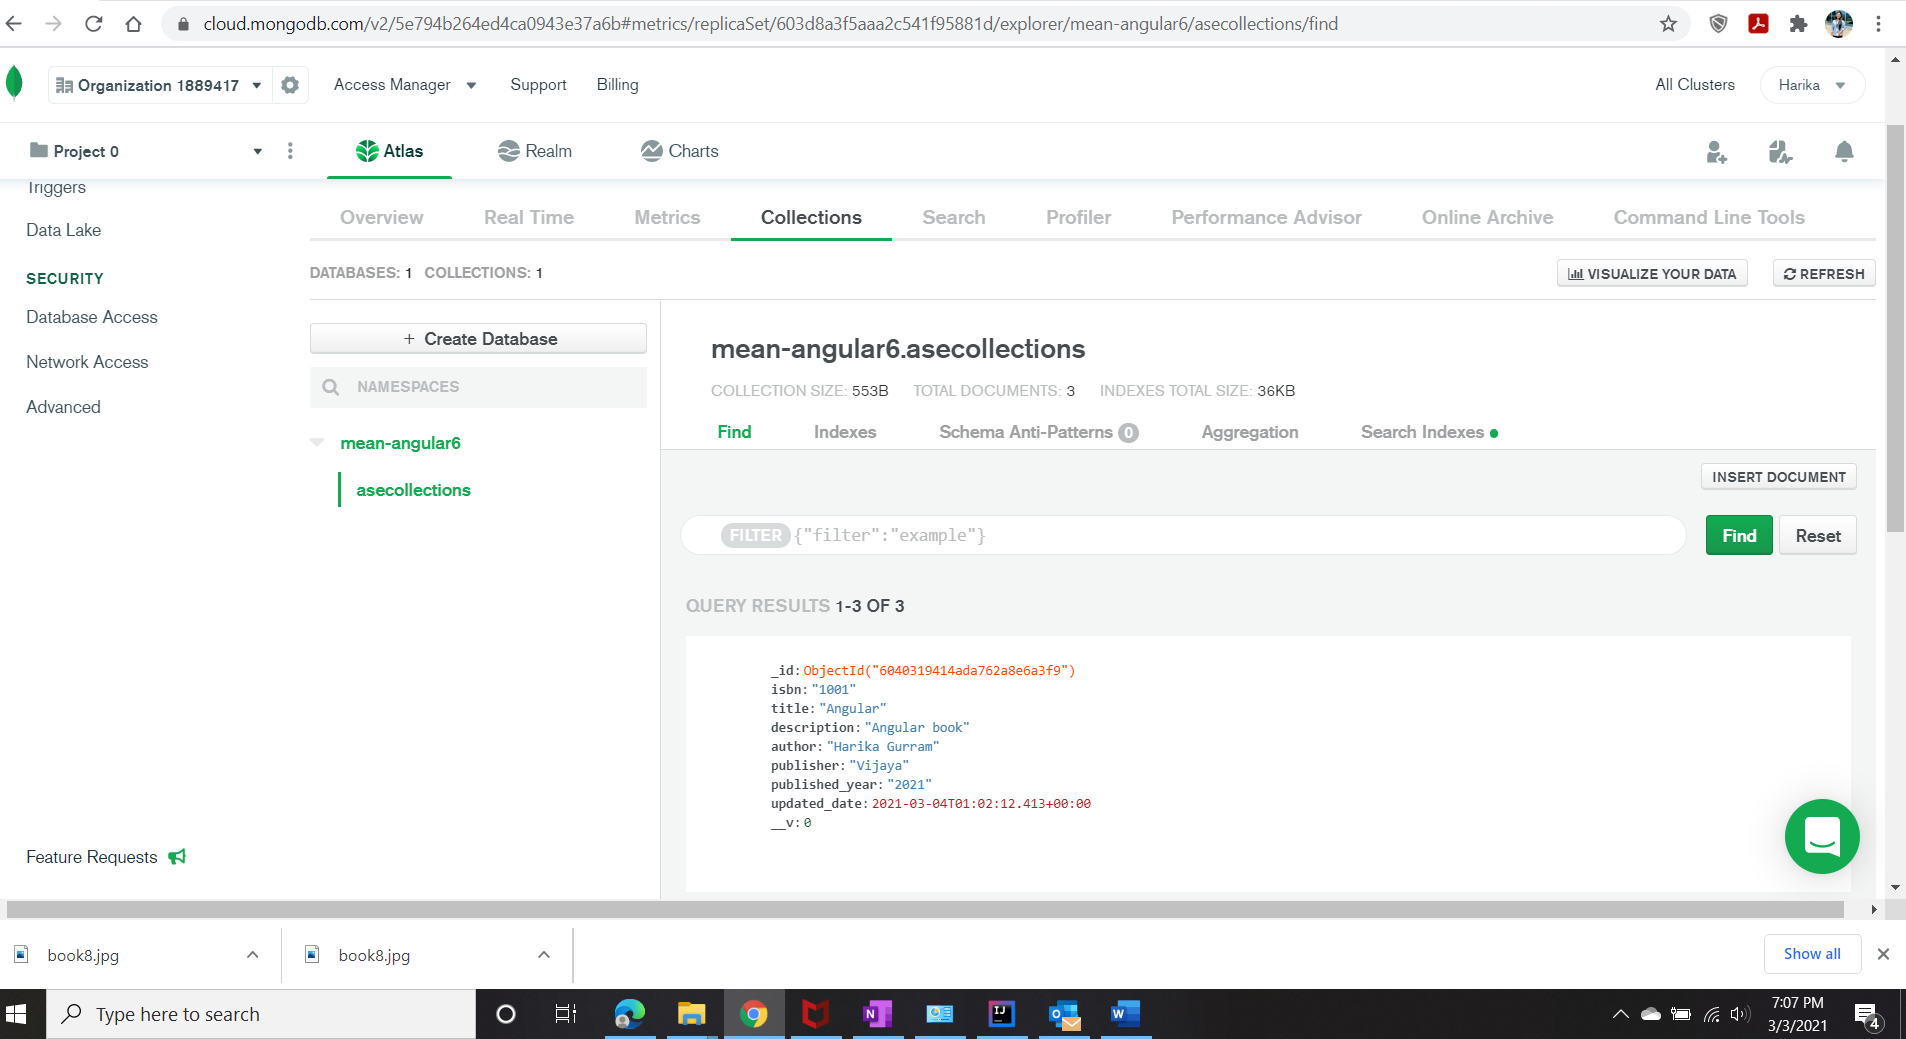 cloud.mongodb.com/v2/5e794b264ed4ca0943e37a6b#metrics/replicaSet/603d8a3f5aaa2c541f95881d/explorer/mean-angular6/asecollections/find
Organization 1889417 Access Manager Support Billing All Clusters Harika
Project 0 Atlas Realm Charts
Triggers
Overview Real Time Metrics Collections Search Profiler Performance Advisor Online Archive Command Line Tools
Data Lake
DATABASES: 1 COLLECTIONS: 1 VISUALIZE YOUR DATA REFRESH
SECURITY
Database Access
Network Access
Advanced
Feature Requests
+ Create Database
NAMESPACES
mean-angular6
asecollections
mean-angular6.asecollections
COLLECTION SIZE: 553B TOTAL DOCUMENTS: 3 INDEXES TOTAL SIZE: 36KB
Find Indexes Schema Anti-Patterns 0 Aggregation Search Indexes
INSERT DOCUMENT
FILTER {"filter":"example"} Find Reset
QUERY RESULTS 1-3 OF 3
_id: ObjectId("6040319414ada762a8e6a3f9")
isbn: "1001"
title: "Angular"
description: "Angular book"
author: "Harika Gurram"
publisher: "Vijaya"
published_year: "2021"
updated_date: 2021-03-04T01:02:12.413+00:00
__v: 0
book8.jpg book8.jpg Show all
Type here to search
N IJ O W
7:07 PM
3/3/2021
4